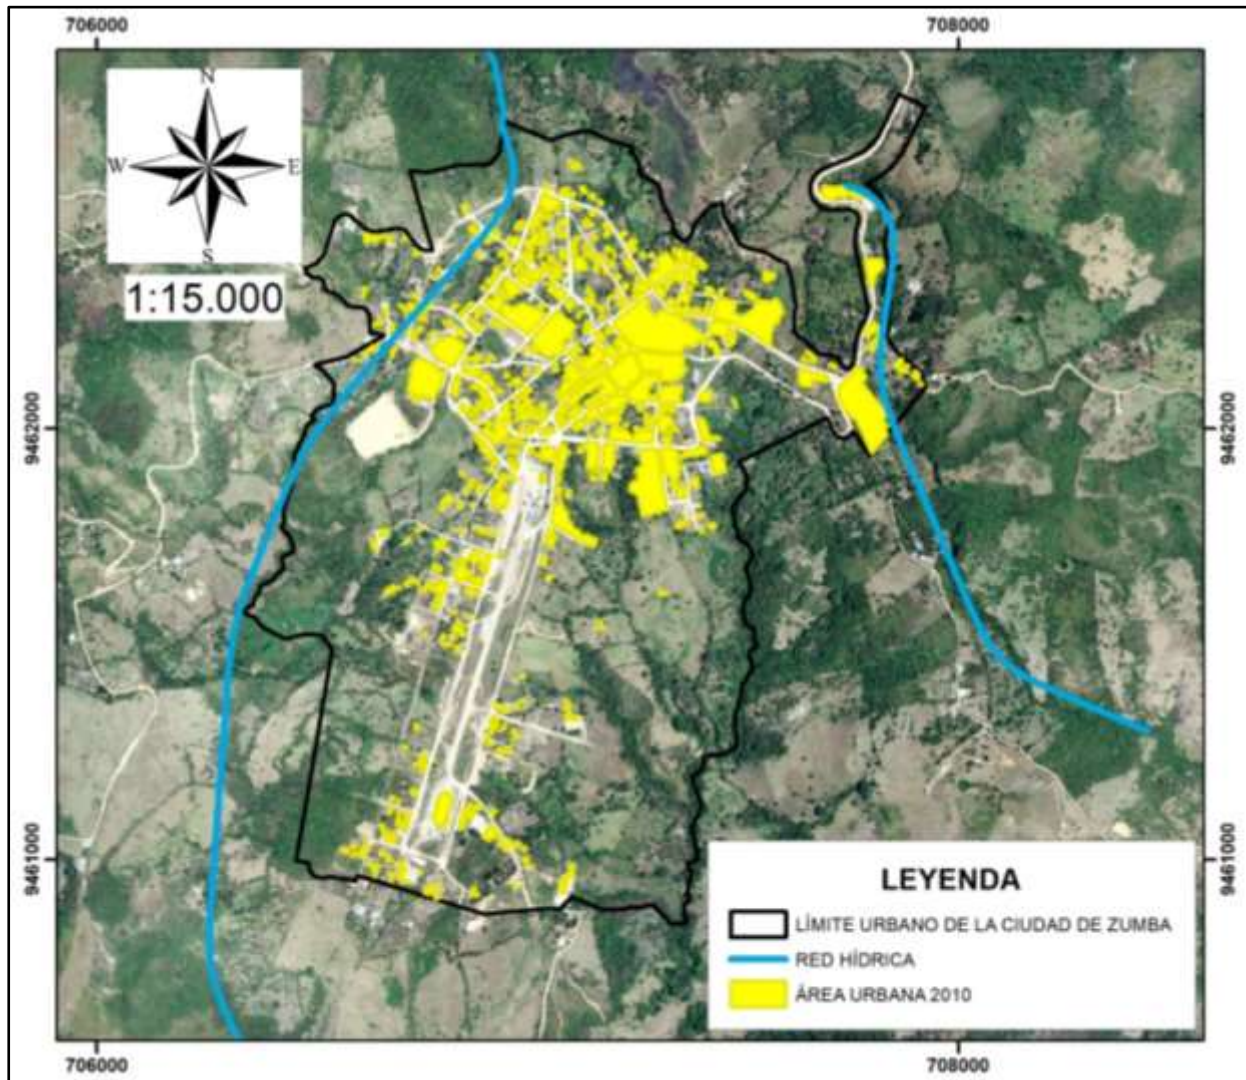 706000
708000
N
W
E
S
1:15.000
9462000
9462000
9461000
9461000
LEYENDA
LÍMITE URBANO DE LA CIUDAD DE ZUMBA
RED HÍDRICA
ÁREA URBANA 2010
706000
708000